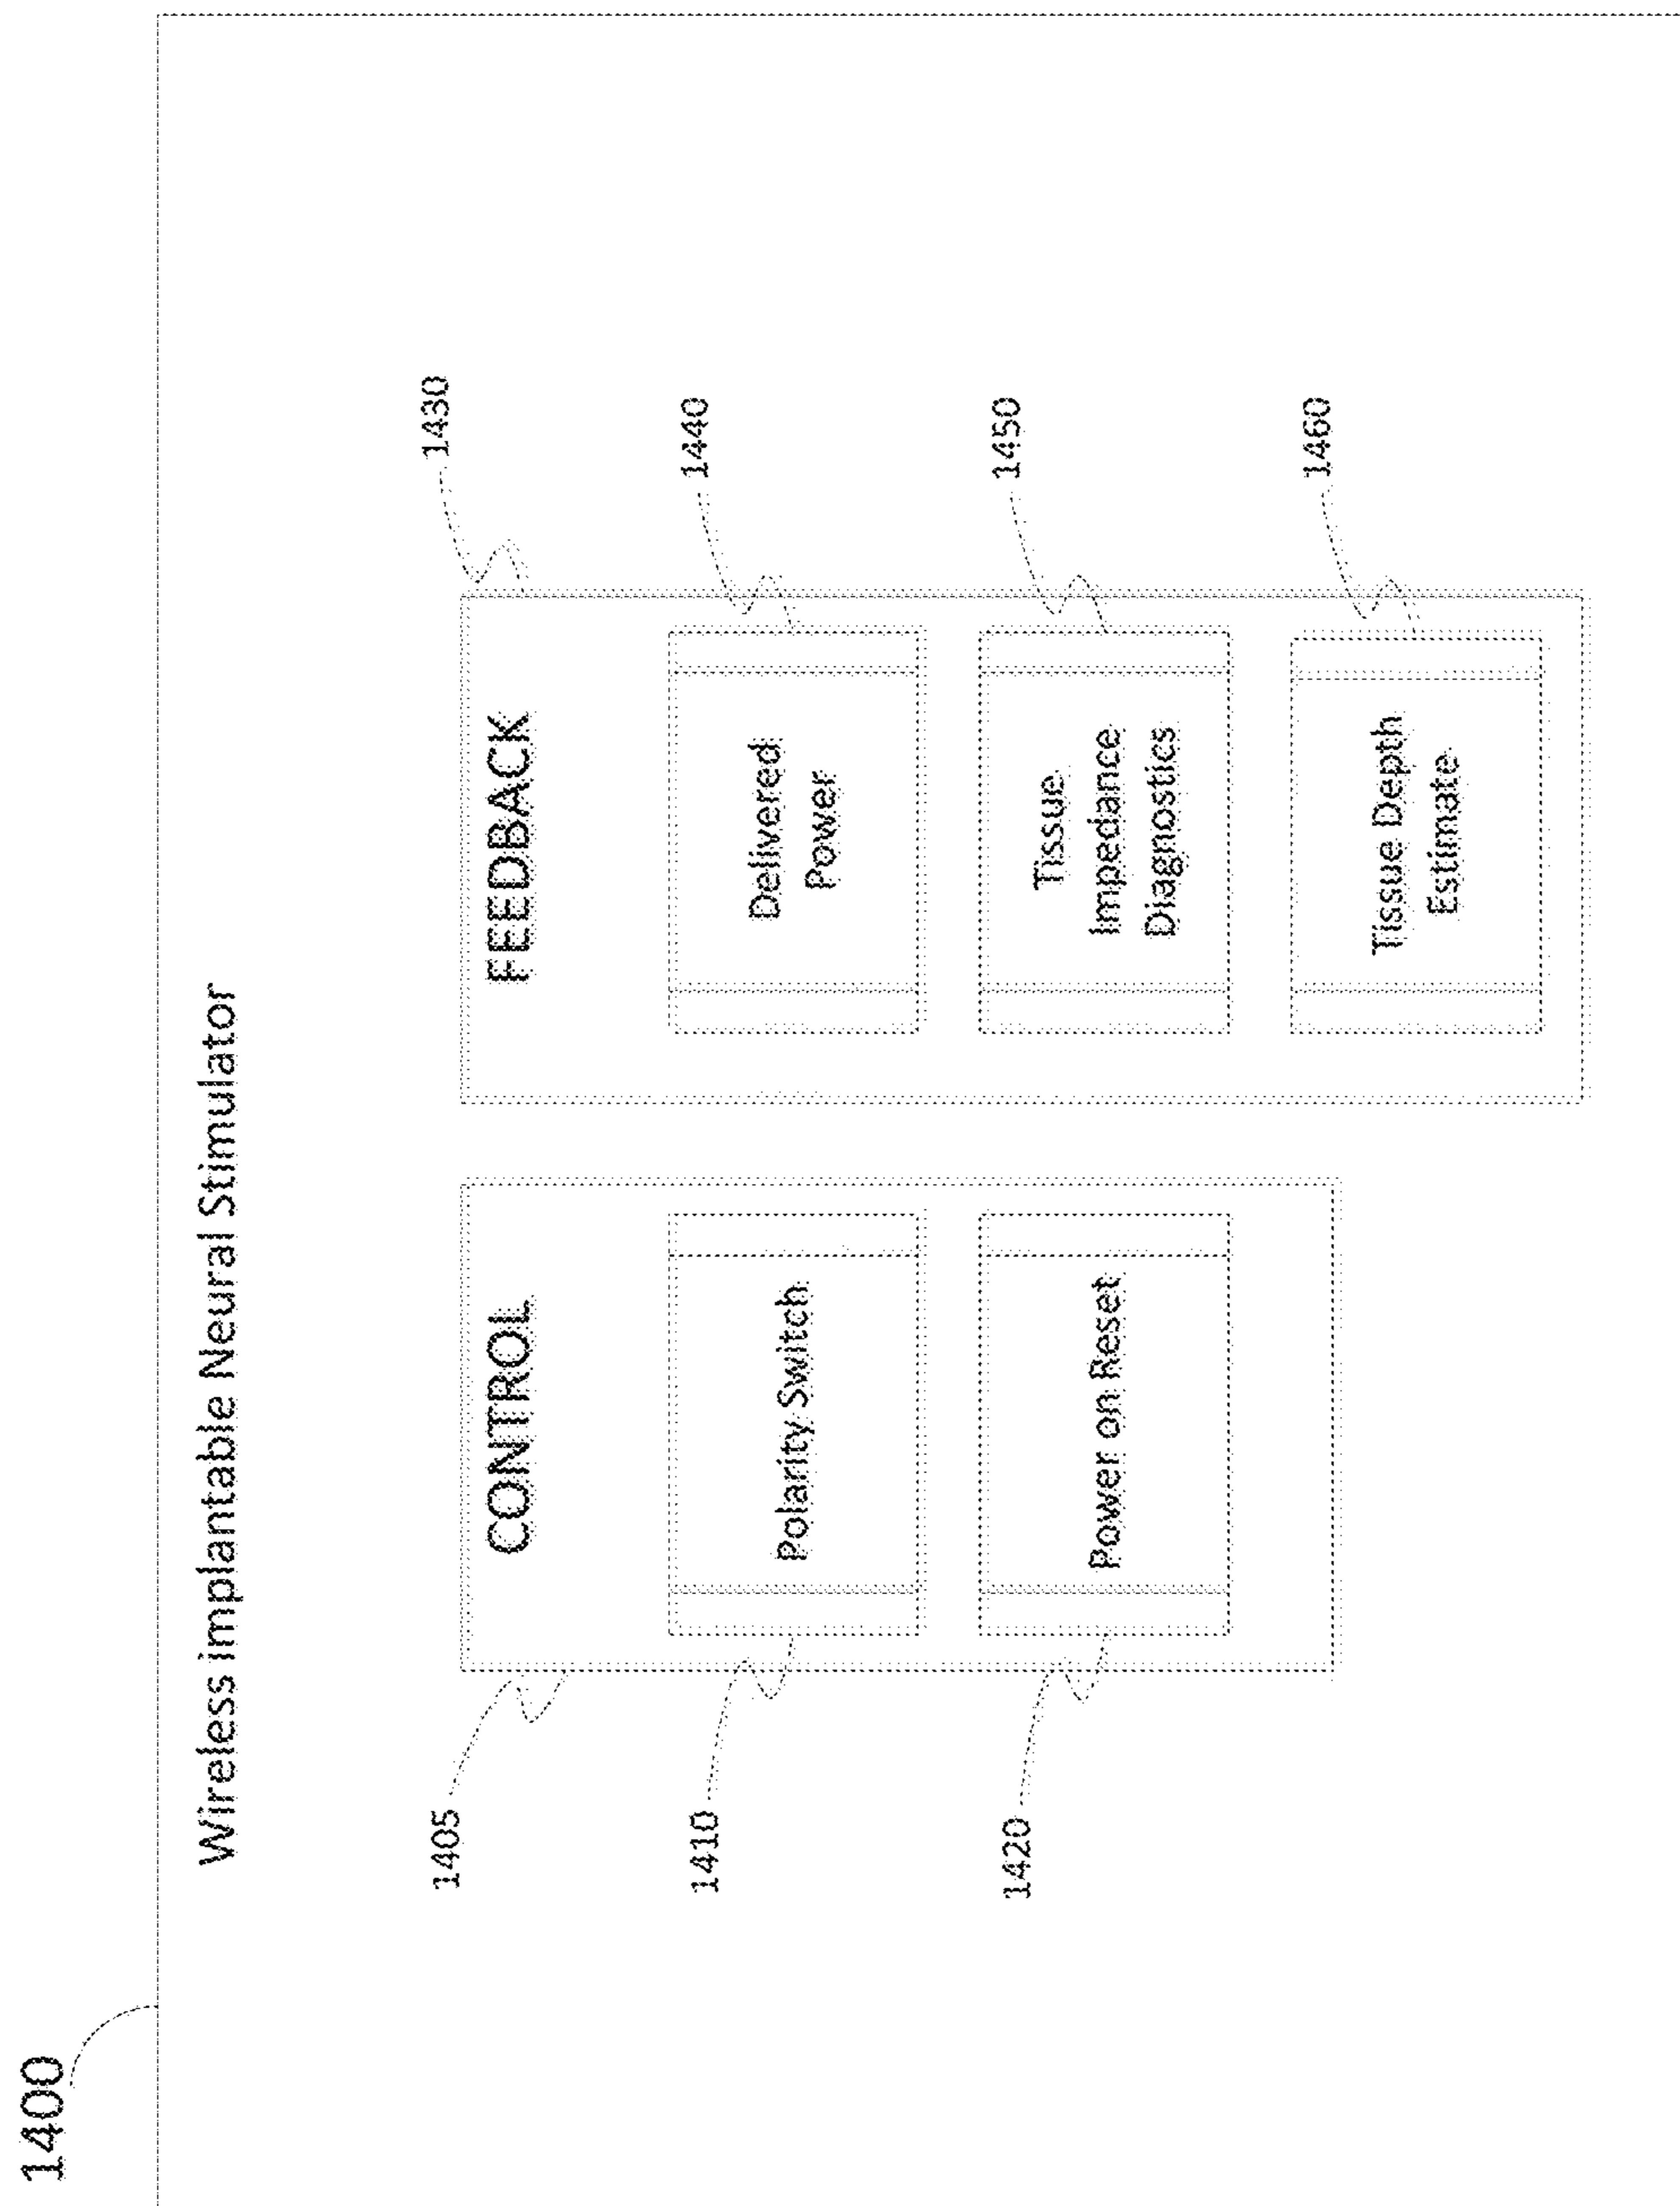 1400
Wireless implantable Neural Stimulator
1405
CONTROL
1410
Polarity Switch
1420
Power on Reset
FEEDBACK
1430
Delivered
Power
1440
Tissue
Impedance
Diagnostics
1450
Tissue Depth
Estimate
1460